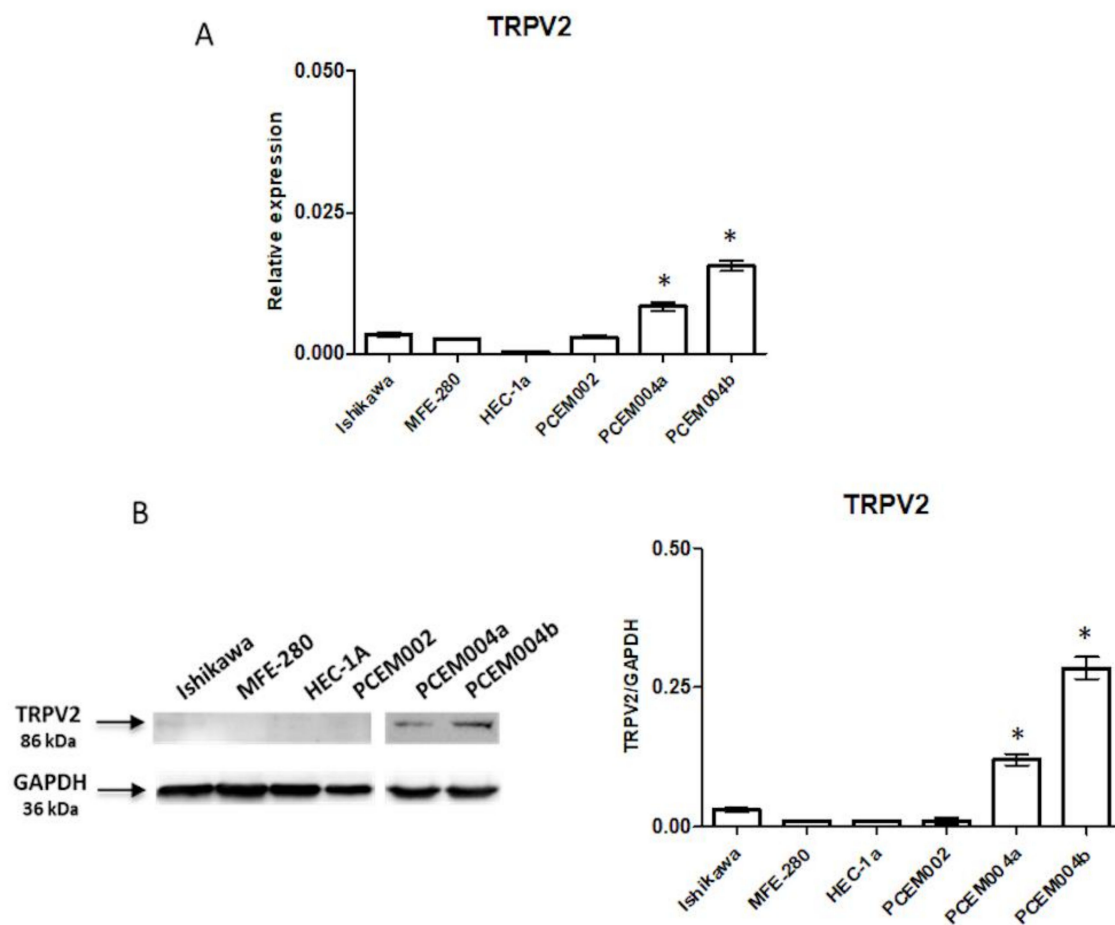 A
TRPV2
Relative expression
0.050
0.025
0.000
*
*
Ishikawa
MFE-280
HEC-1a
PCEM002
PCEM004a
PCEM004b
B
Ishikawa
MFE-280
HEC-1A
PCEM002
PCEM004a
PCEM004b
TRPV2
86 kDa
GAPDH
36 kDa
TRPV2
TRPV2/GAPDH
0.50
0.25
0.00
*
*
Ishikawa
MFE-280
HEC-1a
PCEM002
PCEM004a
PCEM004b